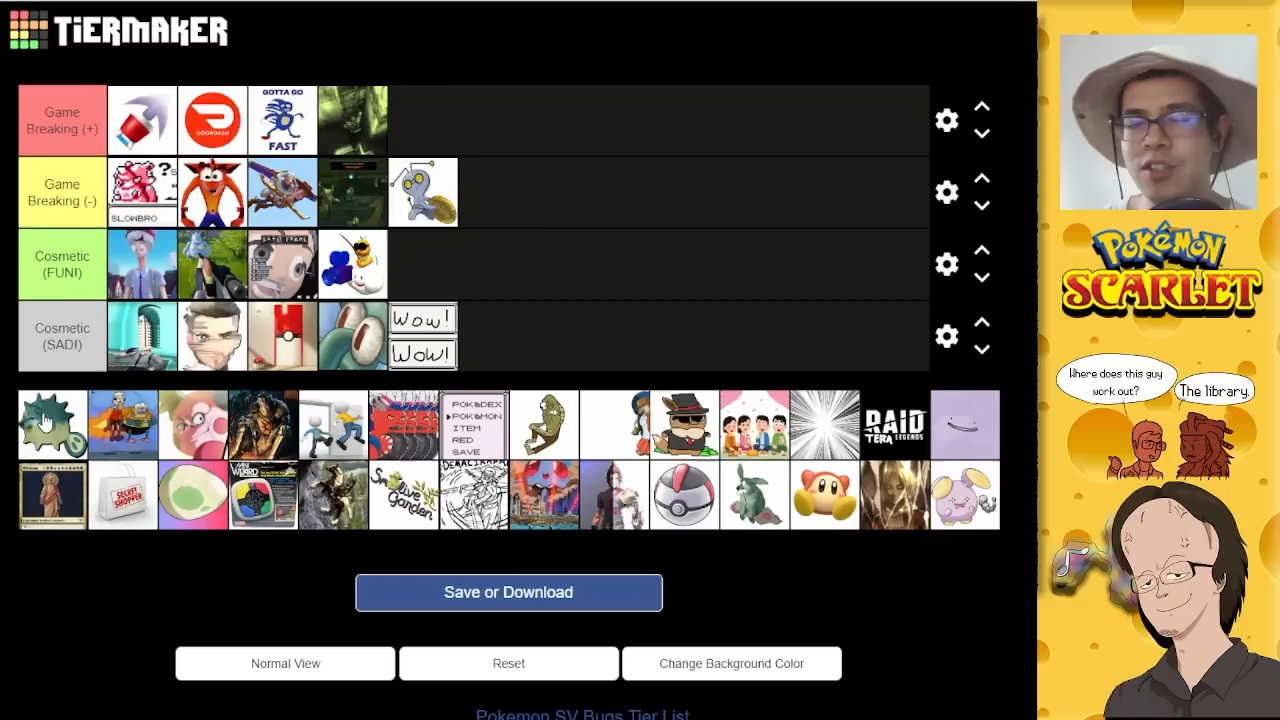 TiERMAKER
Game
Breaking (+)
DOORDASH
GOTTA GO
FAST
Game
Breaking (-)
?
SLOWBRO
Cosmetic
(FUN!)
Cosmetic
(SAD!)
Wow!
Wow!
POKéDEX
POKéMON
ITEM
RED
SAVE
RAID
TERA LEGENDS
SECRET
SHOPPER
Save or Download
Normal View
Reset
Change Background Color
Pokemon SV Bugs Tier List
POKéMON
SCARLET
Where does this guy
work out?
The library.